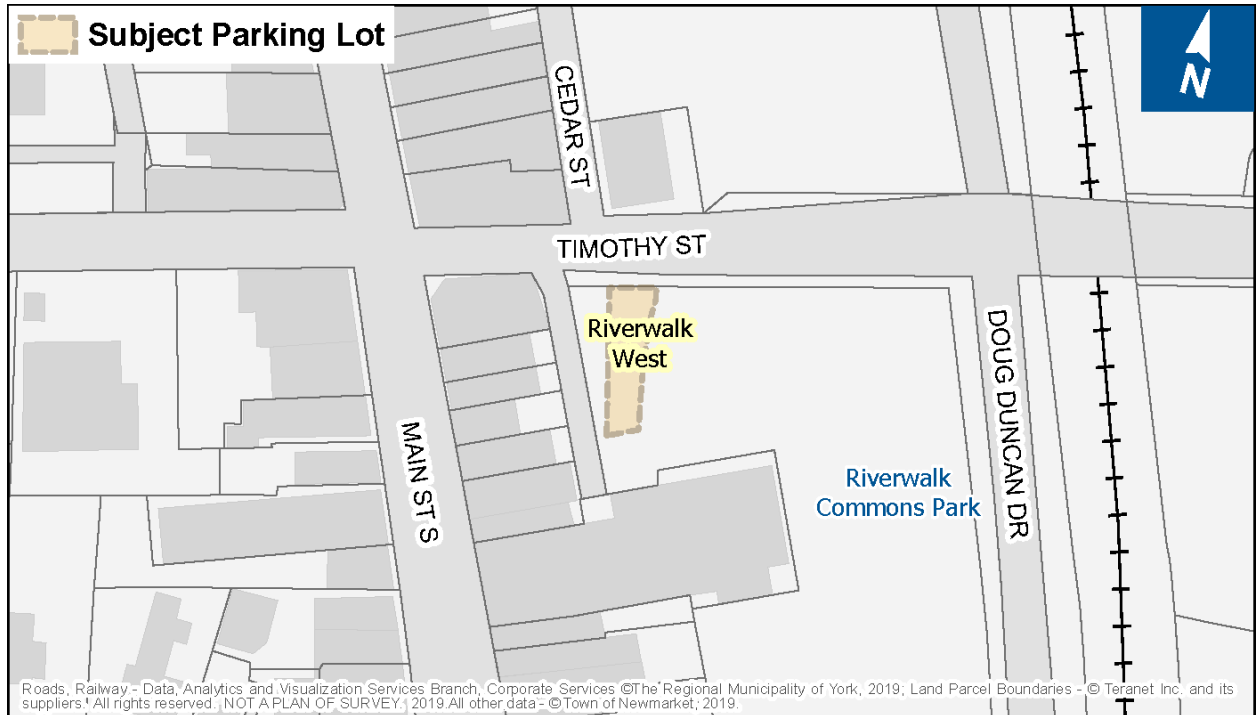 Subject Parking Lot
N
CEDAR ST
TIMOTHY ST
Riverwalk
West
MAIN ST S
DOUG DUNCAN DR
Riverwalk
Commons Park
Roads, Railway - Data, Analytics and Visualization Services Branch, Corporate Services ©The Regional Municipality of York, 2019; Land Parcel Boundaries - © Teranet Inc. and its
suppliers. All rights reserved. NOT A PLAN OF SURVEY. 2019.All other data - © Town of Newmarket, 2019.